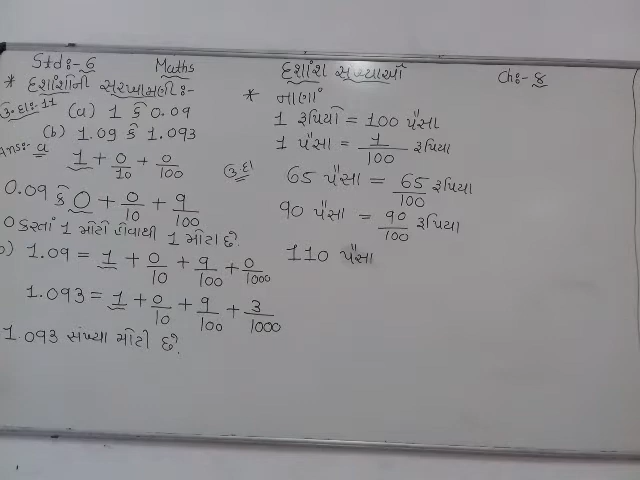 Std:- 6 Maths દશાંશ સંખ્યાઓ Ch:- 8
* દશાંશોની સરખામણી:-
ઉ.દા:- 11 (a) 1 કે 0.09
(b) 1.09 કે 1.093
Ans:- a
1 + 0/10 + 0/100
0.09 કે 0 + 0/10 + 9/100
0 કરતાં 1 મોટો હોવાથી 1 મોટા છે.
b) 1.09 = 1 + 0/10 + 9/100 + 0/1000
1.093 = 1 + 0/10 + 9/100 + 3/1000
1.093 સંખ્યા મોટી છે.
* નાણાં
1 રૂપિયો = 100 પૈસા
1 પૈસા = 1/100 રૂપિયા
ઉ.દા
65 પૈસા = 65/100 રૂપિયા
90 પૈસા = 90/100 રૂપિયા
110 પૈસા